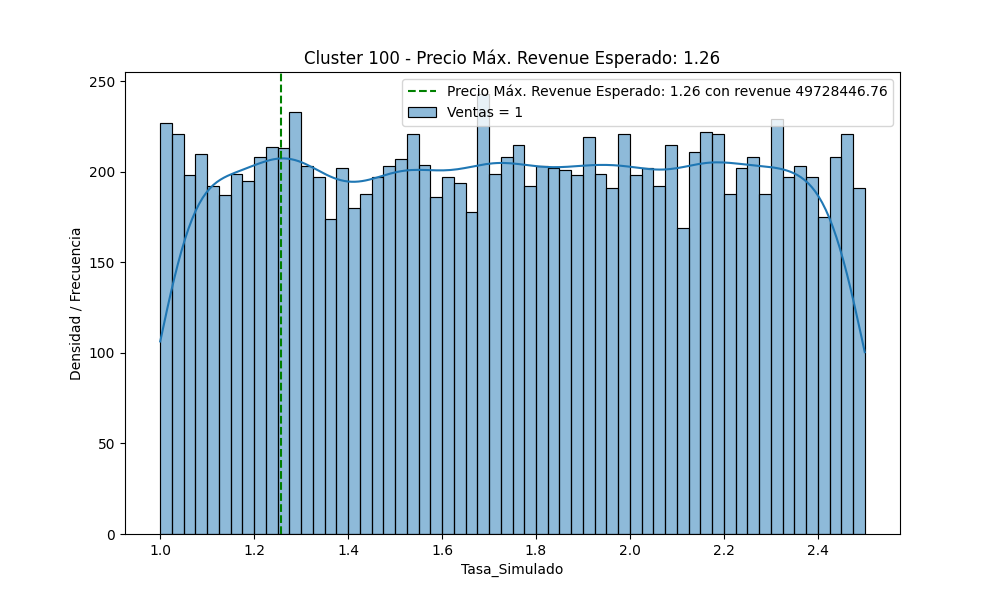 Cluster 100 - Precio Máx. Revenue Esperado: 1.26
Precio Máx. Revenue Esperado: 1.26 con revenue 49728446.76
Ventas = 1
250
200
150
100
50
0
Densidad / Frecuencia
1.0 1.2 1.4 1.6 1.8 2.0 2.2 2.4
Tasa_Simulado